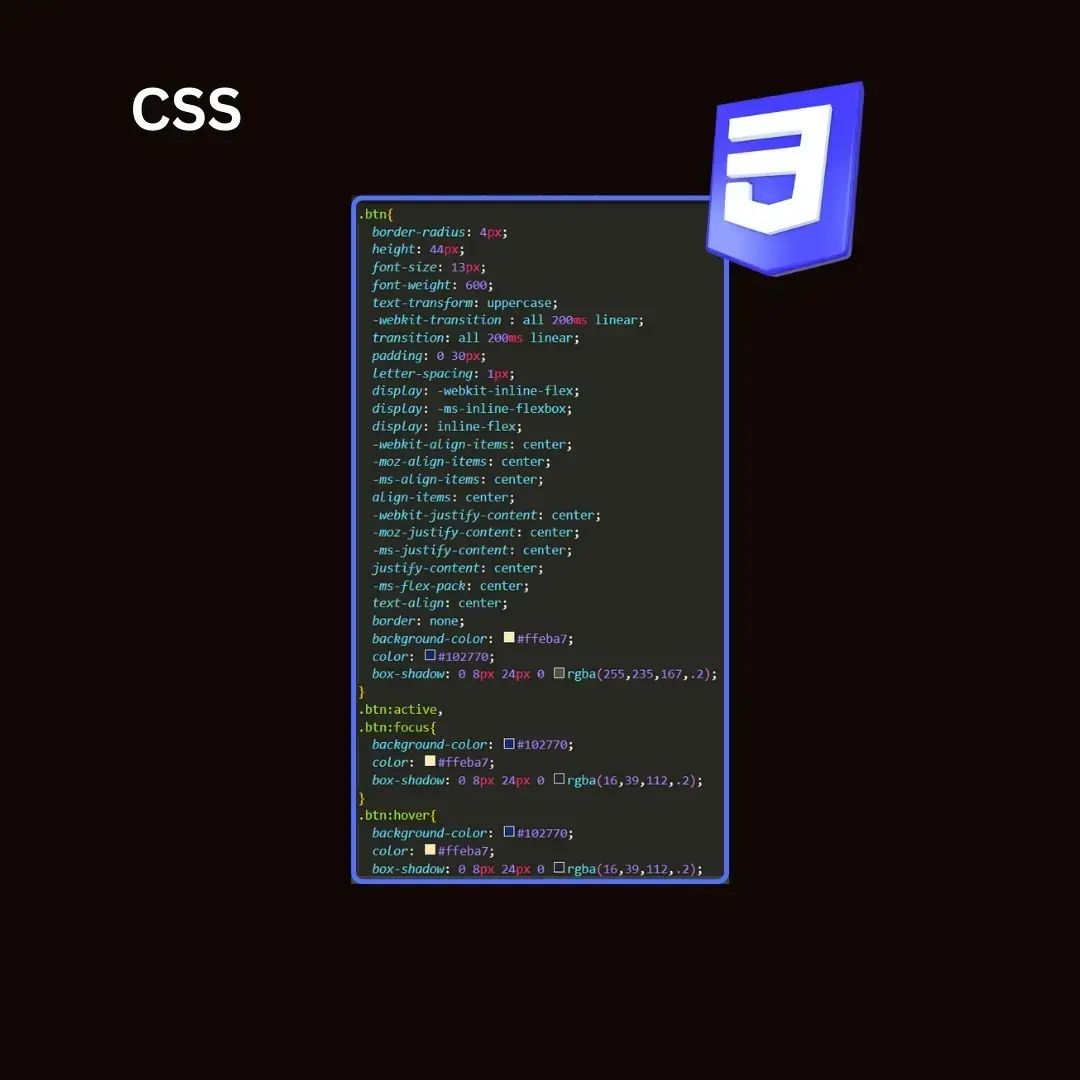 CSS
.btn{
  border-radius: 4px;
  height: 44px;
  font-size: 13px;
  font-weight: 600;
  text-transform: uppercase;
  -webkit-transition : all 200ms linear;
  transition: all 200ms linear;
  padding: 0 30px;
  letter-spacing: 1px;
  display: -webkit-inline-flex;
  display: -ms-inline-flexbox;
  display: inline-flex;
  -webkit-align-items: center;
  -moz-align-items: center;
  -ms-align-items: center;
  align-items: center;
  -webkit-justify-content: center;
  -moz-justify-content: center;
  -ms-justify-content: center;
  justify-content: center;
  -ms-flex-pack: center;
  text-align: center;
  border: none;
  background-color: #ffeba7;
  color: #102770;
  box-shadow: 0 8px 24px 0 rgba(255,235,167,.2);
}
.btn:active,
.btn:focus{
  background-color: #102770;
  color: #ffeba7;
  box-shadow: 0 8px 24px 0 rgba(16,39,112,.2);
}
.btn:hover{
  background-color: #102770;
  color: #ffeba7;
  box-shadow: 0 8px 24px 0 rgba(16,39,112,.2);